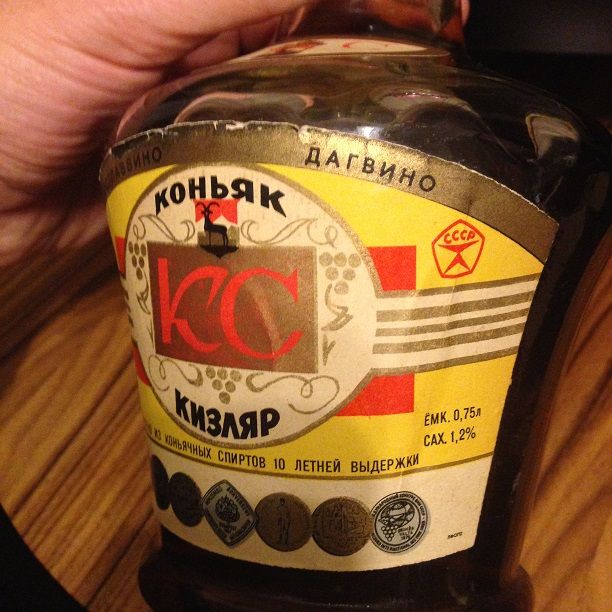 ДАГВИНО
КОНЬЯК
СССР
КС
КИЗЛЯР
ЁМК. 0,75л
САХ. 1,2%
ИЗ КОНЬЯЧНЫХ СПИРТОВ 10 ЛЕТНЕЙ ВЫДЕРЖКИ